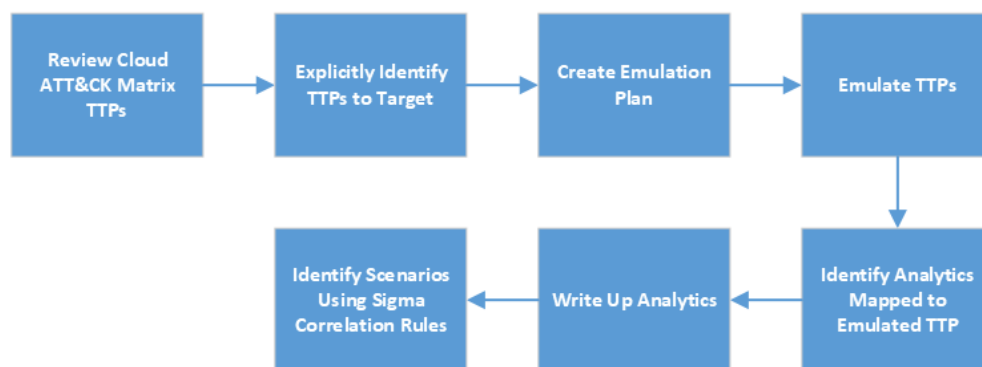 Review Cloud
ATT&CK Matrix
TTPs
Explicitly Identify
TTPs to Target
Create Emulation
Plan
Emulate TTPs
Identify Analytics
Mapped to
Emulated TTP
Write Up Analytics
Identify Scenarios
Using Sigma
Correlation Rules